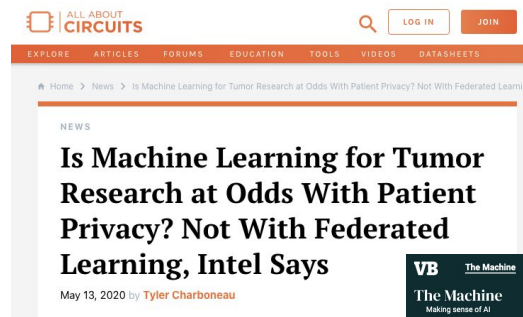 ALL ABOUT
CIRCUITS
LOG IN
JOIN
EXPLORE ARTICLES FORUMS EDUCATION TOOLS VIDEOS DATASHEETS
Home > News > Is Machine Learning for Tumor Research at Odds With Patient Privacy? Not With Federated Learni
NEWS
Is Machine Learning for Tumor
Research at Odds With Patient
Privacy? Not With Federated
Learning, Intel Says
May 13, 2020 by Tyler Charboneau
VB The Machine
The Machine
Making sense of AI